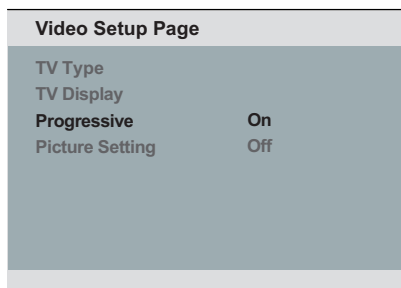 Video Setup Page
TV Type
TV Display
Progressive On
Picture Setting Off